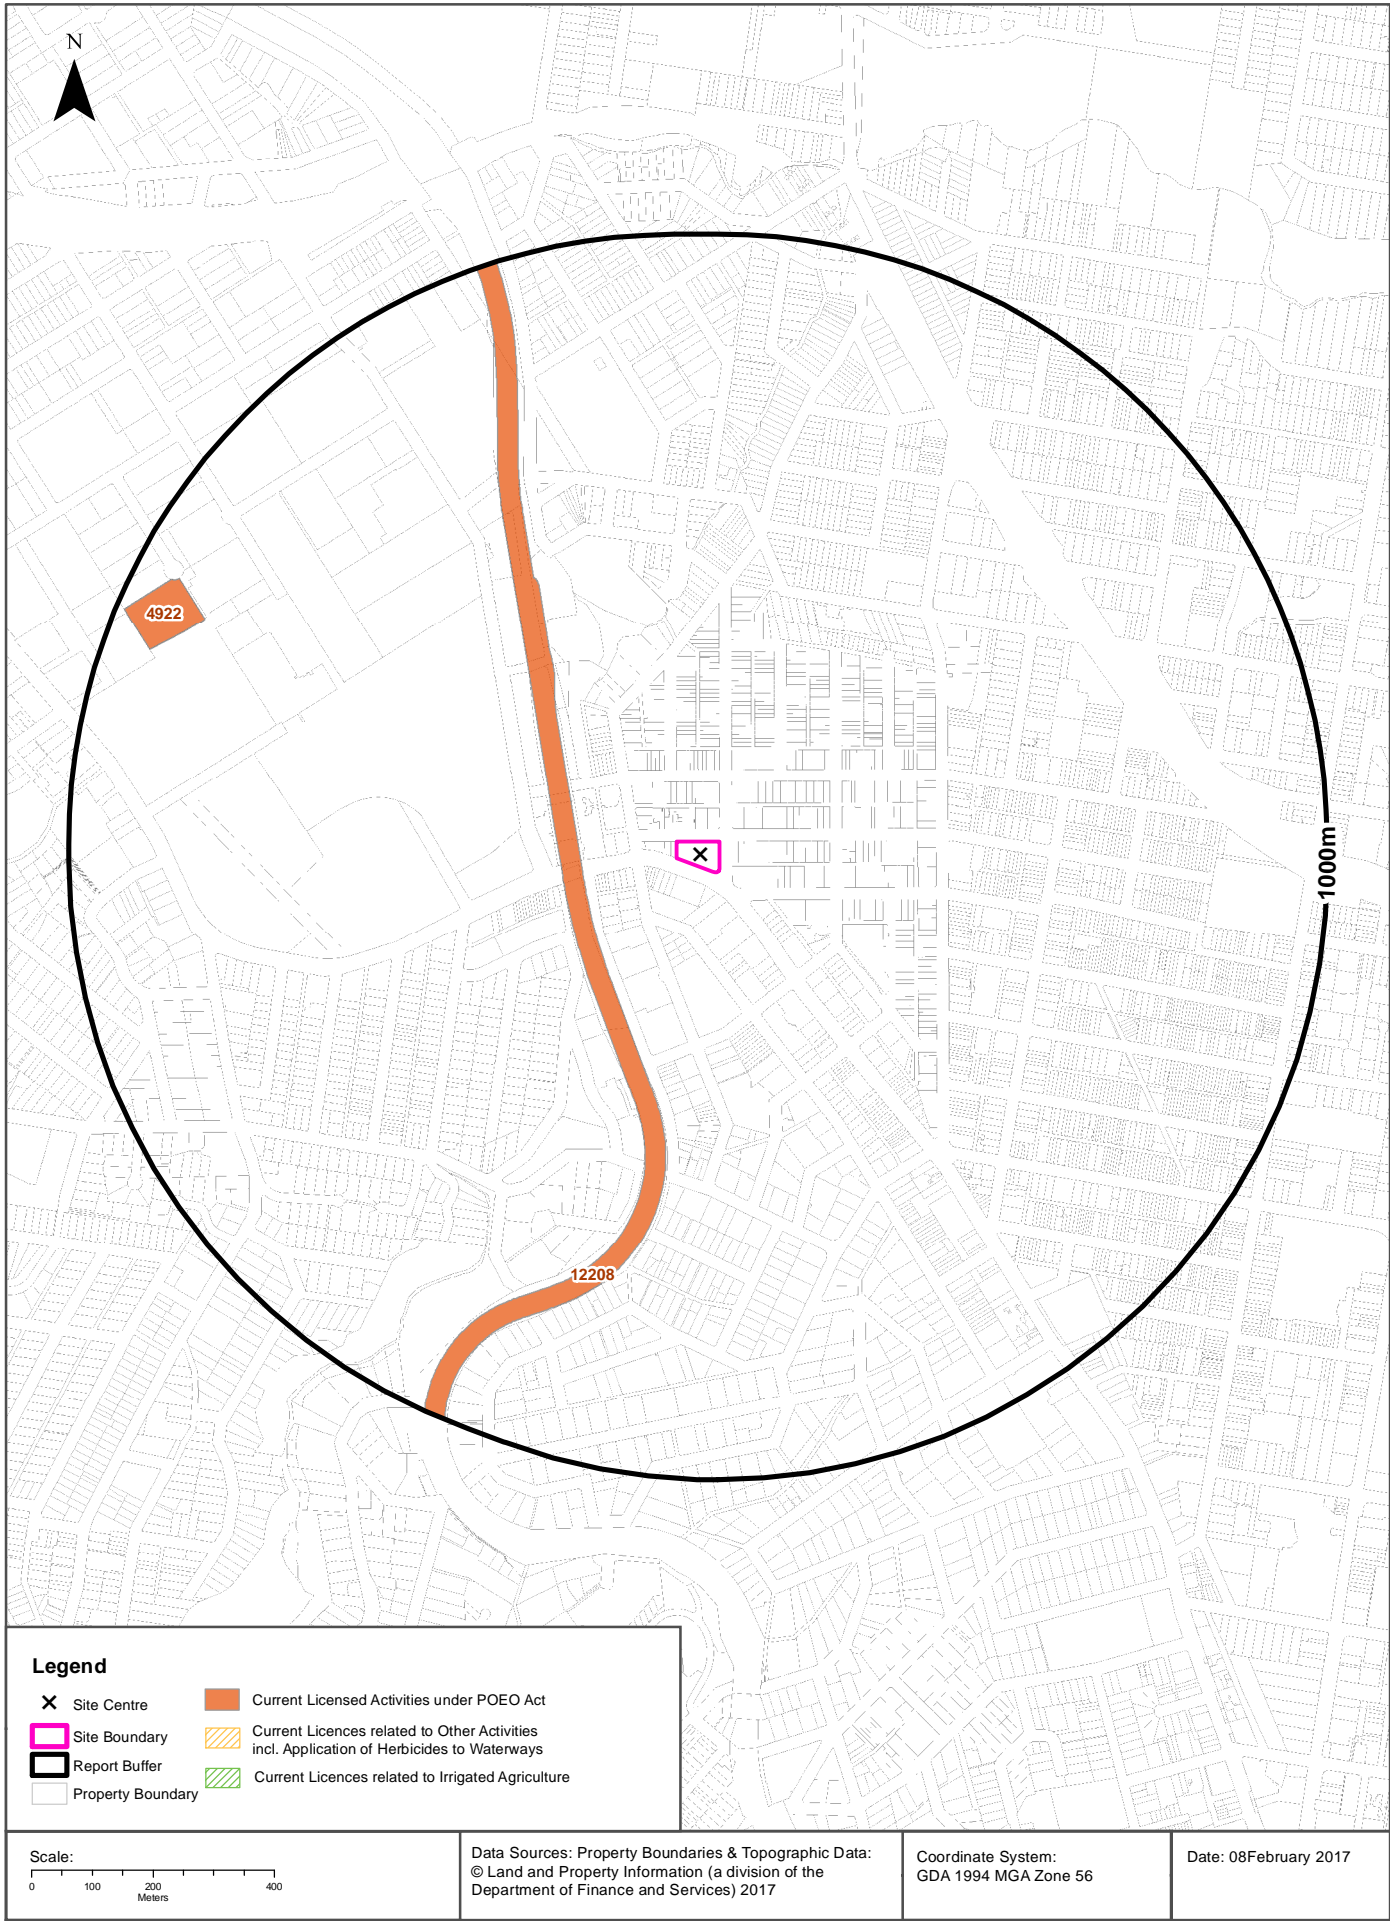 N
4922
1000m
12208
Legend
Site Centre
Site Boundary
Report Buffer
Property Boundary
Current Licensed Activities under POEO Act
Current Licences related to Other Activities
incl. Application of Herbicides to Waterways
Current Licences related to Irrigated Agriculture
Scale:
0 100 200 400
Meters
Data Sources: Property Boundaries & Topographic Data:
© Land and Property Information (a division of the
Department of Finance and Services) 2017
Coordinate System:
GDA 1994 MGA Zone 56
Date: 08February 2017